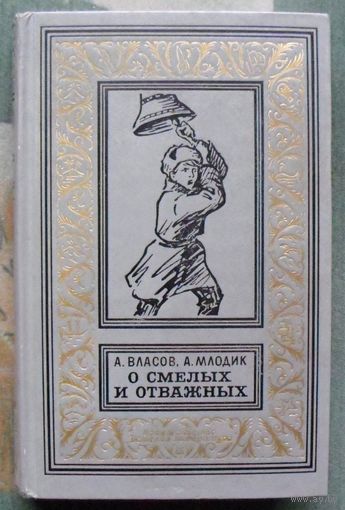 А. ВЛАСОВ, А. МЛОДИК
О СМЕЛЫХ
И ОТВАЖНЫХ